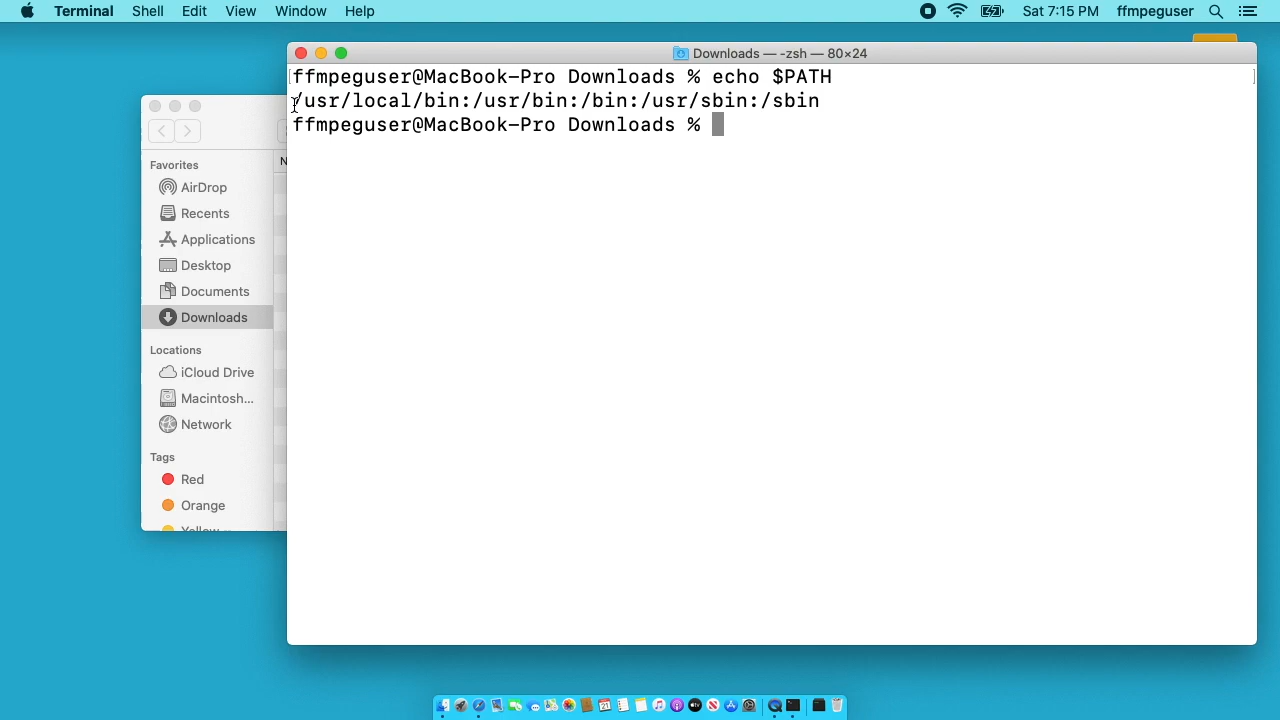 Terminal Shell Edit View Window Help Sat 7:15 PM ffmpeguser
Downloads — -zsh — 80×24
ffmpeguser@MacBook-Pro Downloads % echo $PATH
/usr/local/bin:/usr/bin:/bin:/usr/sbin:/sbin
ffmpeguser@MacBook-Pro Downloads %
Favorites
AirDrop
Recents
Applications
Desktop
Documents
Downloads
Locations
iCloud Drive
Macintosh...
Network
Tags
Red
Orange
Yellow